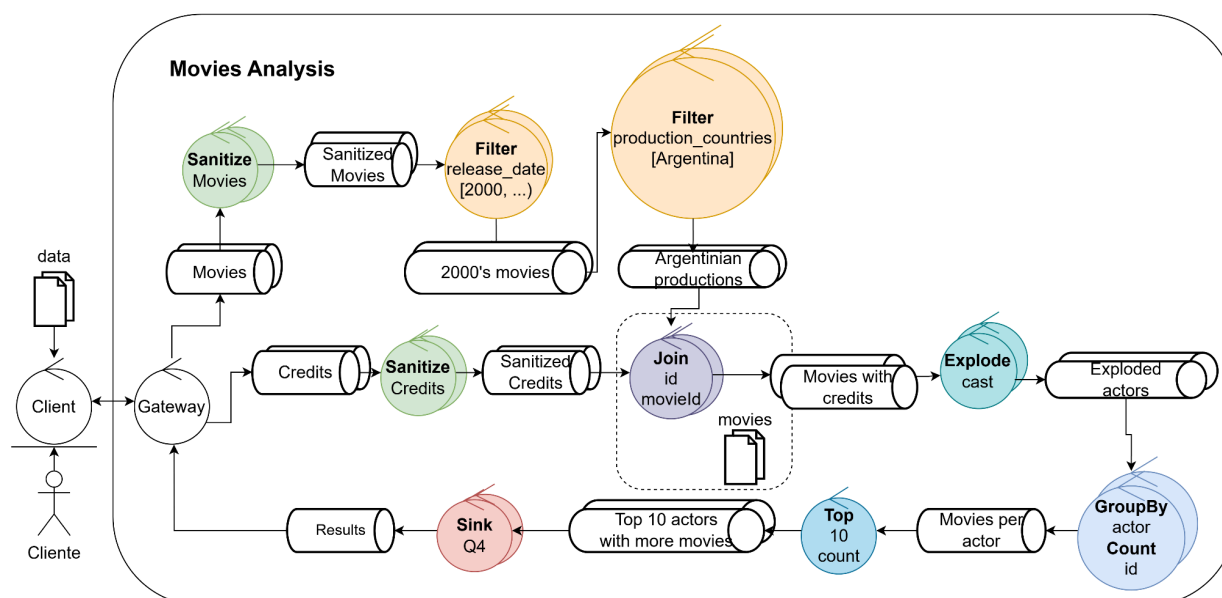 Movies Analysis
Sanitize
Movies
Sanitized
Movies
Filter
release_date
[2000, ...)
Filter
production_countries
[Argentina]
data
Movies
2000's movies
Argentinian
productions
Client
Gateway
Credits
Sanitize
Credits
Sanitized
Credits
Join
id
movieId
movies
Movies with
credits
Explode
cast
Exploded
actors
Cliente
Results
Sink
Q4
Top 10 actors
with more movies
Top
10
count
Movies per
actor
GroupBy
actor
Count
id